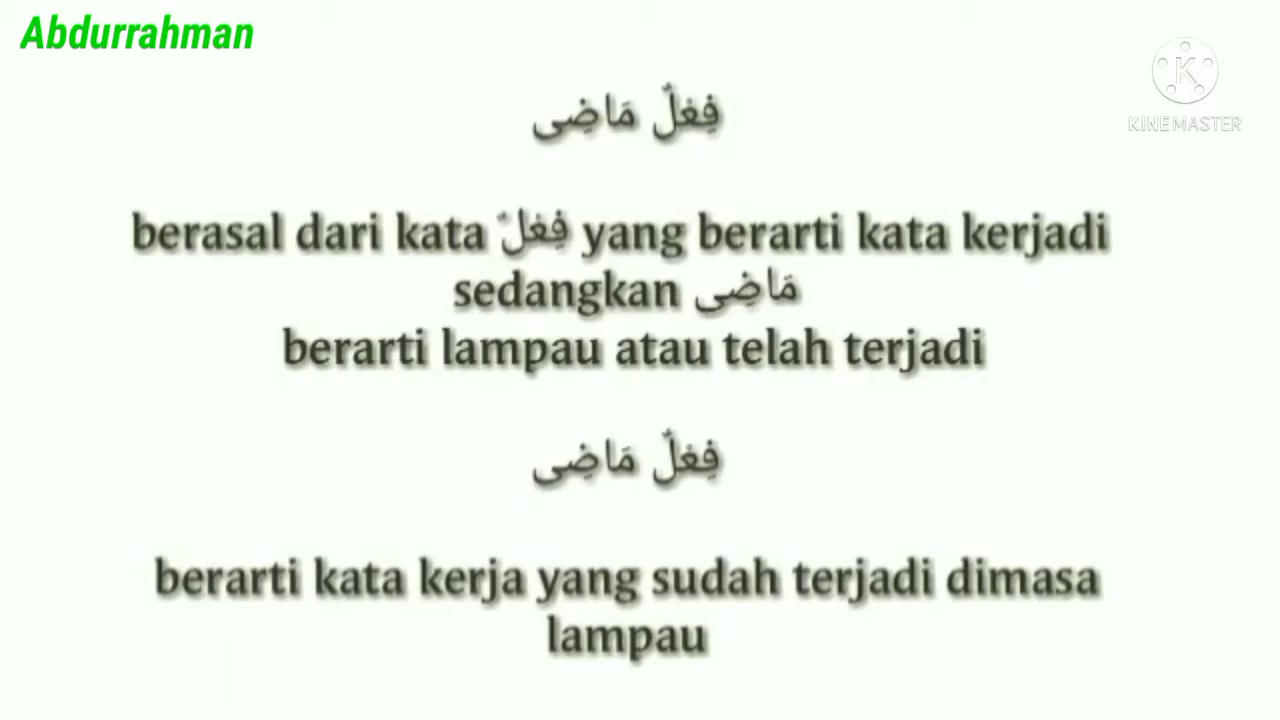 Abdurrahman
KINEMASTER
فِعْلٌ مَاضِى
berasal dari kata فِعْلٌ yang berarti kata kerjadi
sedangkan مَاضِى
berarti lampau atau telah terjadi
فِعْلٌ مَاضِى
berarti kata kerja yang sudah terjadi dimasa
lampau